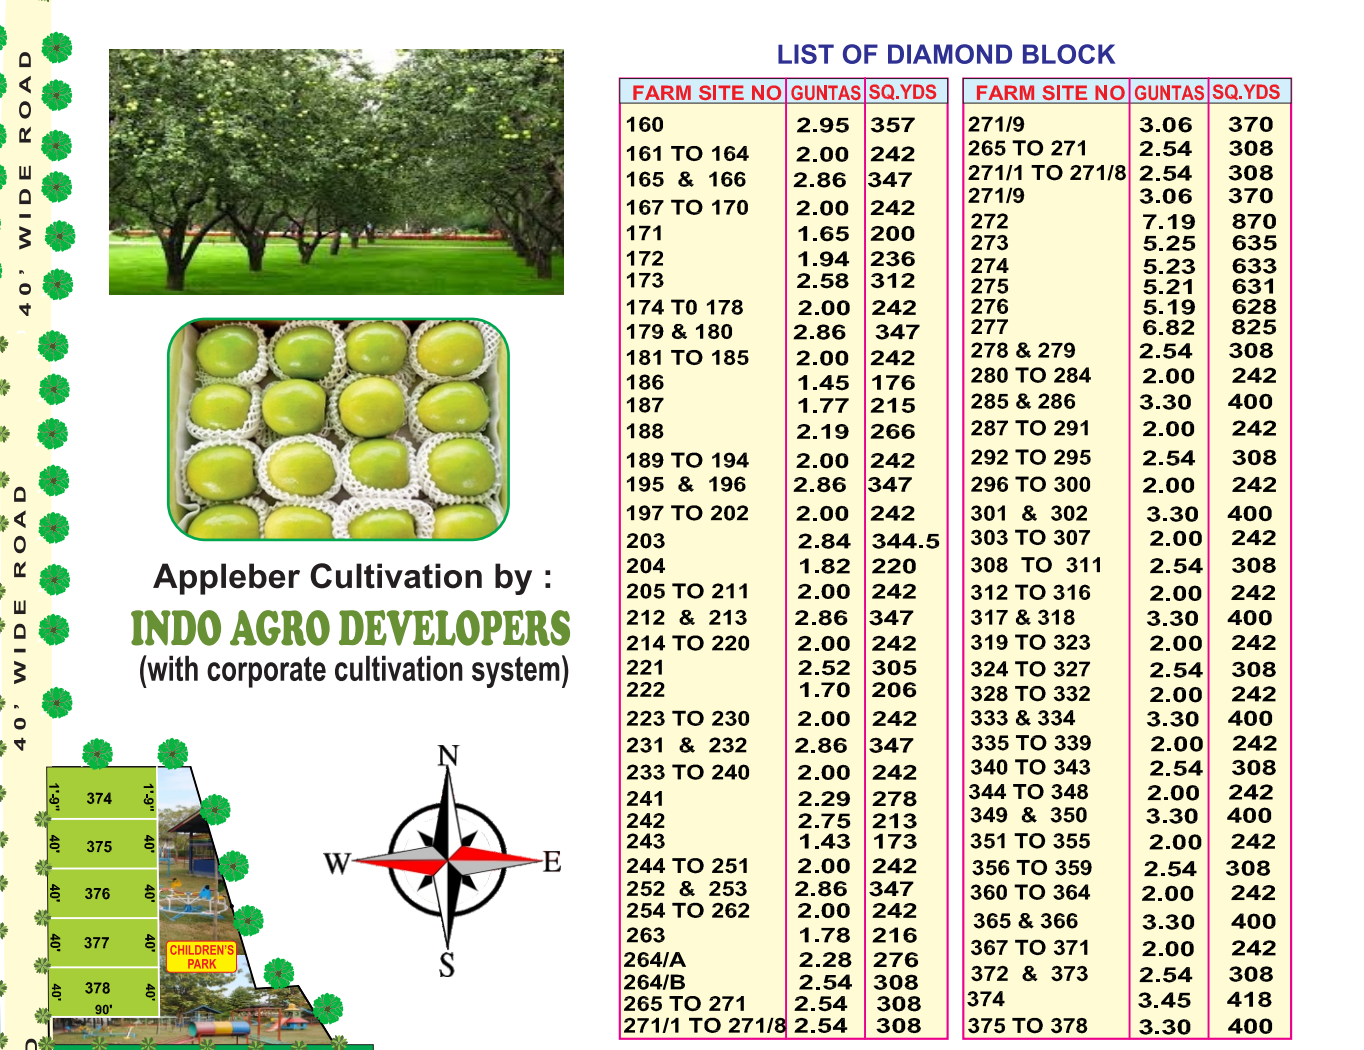 40' WIDE ROAD
40' WIDE ROAD
Appleber Cultivation by :
INDO AGRO DEVELOPERS
(with corporate cultivation system)
N
W E
S
1'-9" 374 1'-9"
40' 375 40'
40' 376 40'
40' 377 40'
40' 378 40'
90'
CHILDREN'S
PARK
LIST OF DIAMOND BLOCK
FARM SITE NO GUNTAS SQ.YDS
160 2.95 357
161 TO 164 2.00 242
165 & 166 2.86 347
167 TO 170 2.00 242
171 1.65 200
172 1.94 236
173 2.58 312
174 T0 178 2.00 242
179 & 180 2.86 347
181 TO 185 2.00 242
186 1.45 176
187 1.77 215
188 2.19 266
189 TO 194 2.00 242
195 & 196 2.86 347
197 TO 202 2.00 242
203 2.84 344.5
204 1.82 220
205 TO 211 2.00 242
212 & 213 2.86 347
214 TO 220 2.00 242
221 2.52 305
222 1.70 206
223 TO 230 2.00 242
231 & 232 2.86 347
233 TO 240 2.00 242
241 2.29 278
242 2.75 213
243 1.43 173
244 TO 251 2.00 242
252 & 253 2.86 347
254 TO 262 2.00 242
263 1.78 216
264/A 2.28 276
264/B 2.54 308
265 TO 271 2.54 308
271/1 TO 271/8 2.54 308
FARM SITE NO GUNTAS SQ.YDS
271/9 3.06 370
265 TO 271 2.54 308
271/1 TO 271/8 2.54 308
271/9 3.06 370
272 7.19 870
273 5.25 635
274 5.23 633
275 5.21 631
276 5.19 628
277 6.82 825
278 & 279 2.54 308
280 TO 284 2.00 242
285 & 286 3.30 400
287 TO 291 2.00 242
292 TO 295 2.54 308
296 TO 300 2.00 242
301 & 302 3.30 400
303 TO 307 2.00 242
308 TO 311 2.54 308
312 TO 316 2.00 242
317 & 318 3.30 400
319 TO 323 2.00 242
324 TO 327 2.54 308
328 TO 332 2.00 242
333 & 334 3.30 400
335 TO 339 2.00 242
340 TO 343 2.54 308
344 TO 348 2.00 242
349 & 350 3.30 400
351 TO 355 2.00 242
356 TO 359 2.54 308
360 TO 364 2.00 242
365 & 366 3.30 400
367 TO 371 2.00 242
372 & 373 2.54 308
374 3.45 418
375 TO 378 3.30 400